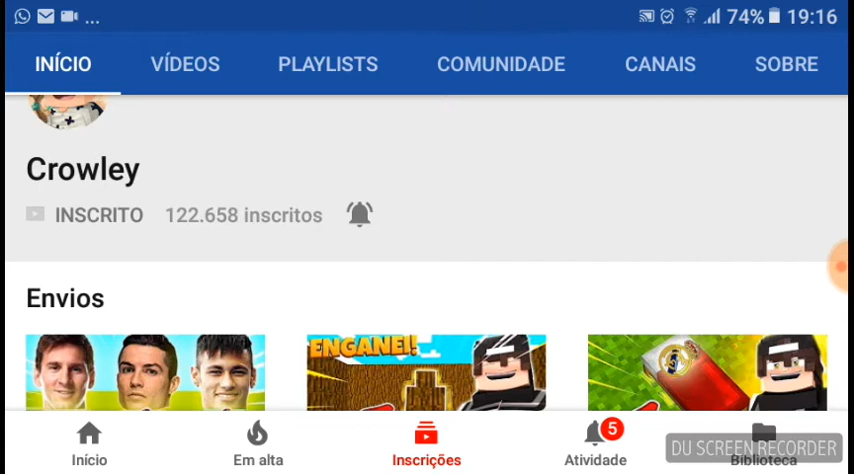 ... 74% 19:16
INÍCIO VÍDEOS PLAYLISTS COMUNIDADE CANAIS SOBRE
Crowley
INSCRITO 122.658 inscritos
Envios
ENGANEI!
Início Em alta Inscrições Atividade 5 Biblioteca
DU SCREEN RECORDER